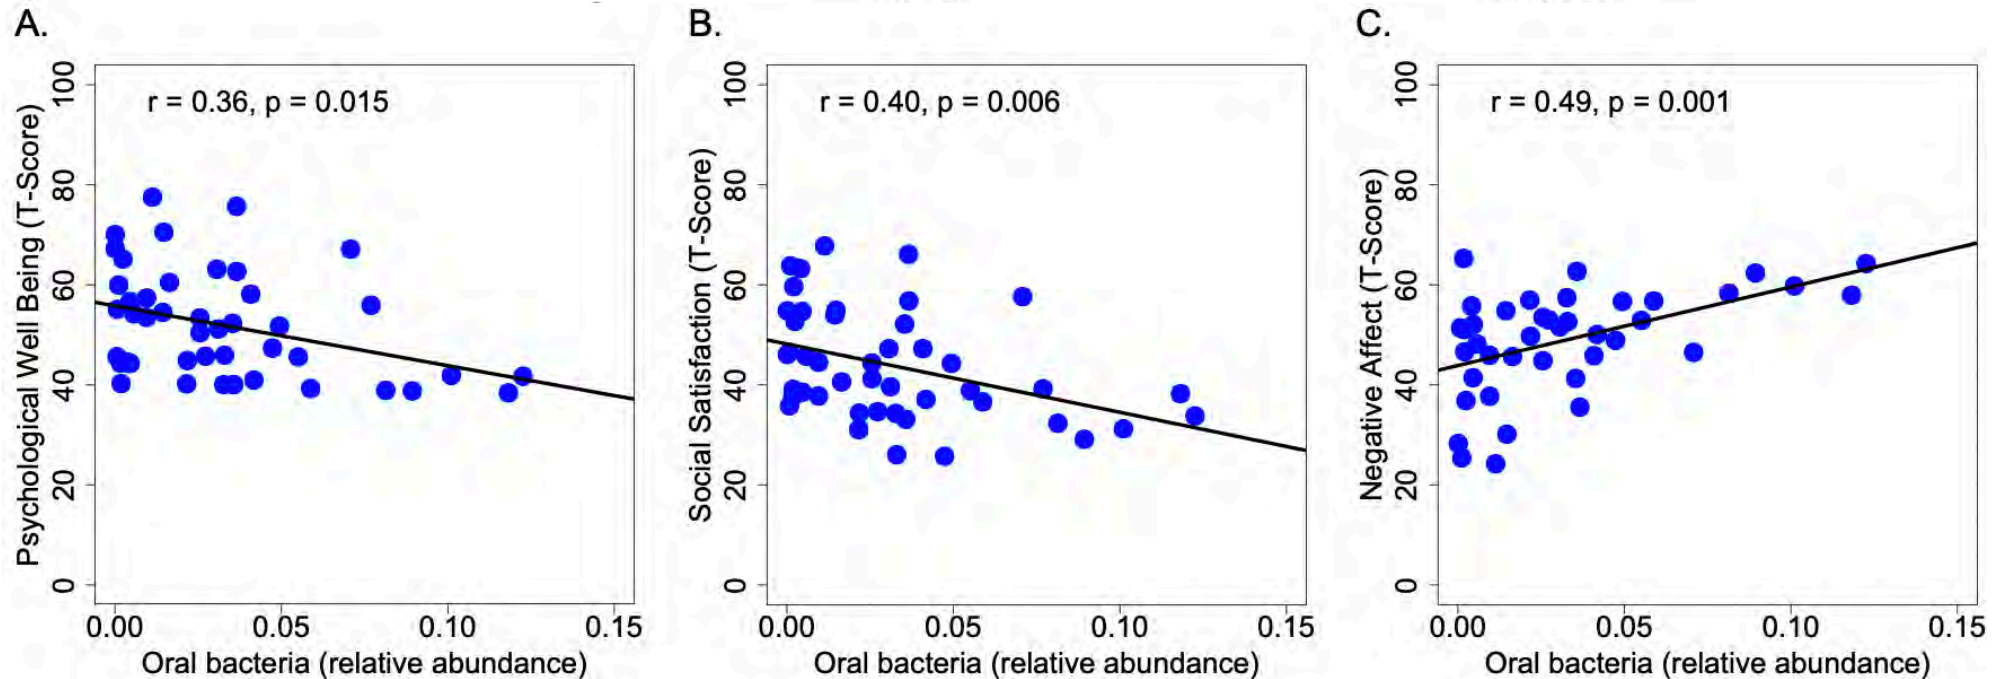 A.
r = 0.36, p = 0.015
Psychological Well Being (T-Score)
100
80
60
40
20
0
0.00 0.05 0.10 0.15
Oral bacteria (relative abundance)
B.
r = 0.40, p = 0.006
Social Satisfaction (T-Score)
100
80
60
40
20
0
0.00 0.05 0.10 0.15
Oral bacteria (relative abundance)
C.
r = 0.49, p = 0.001
Negative Affect (T-Score)
100
80
60
40
20
0
0.00 0.05 0.10 0.15
Oral bacteria (relative abundance)